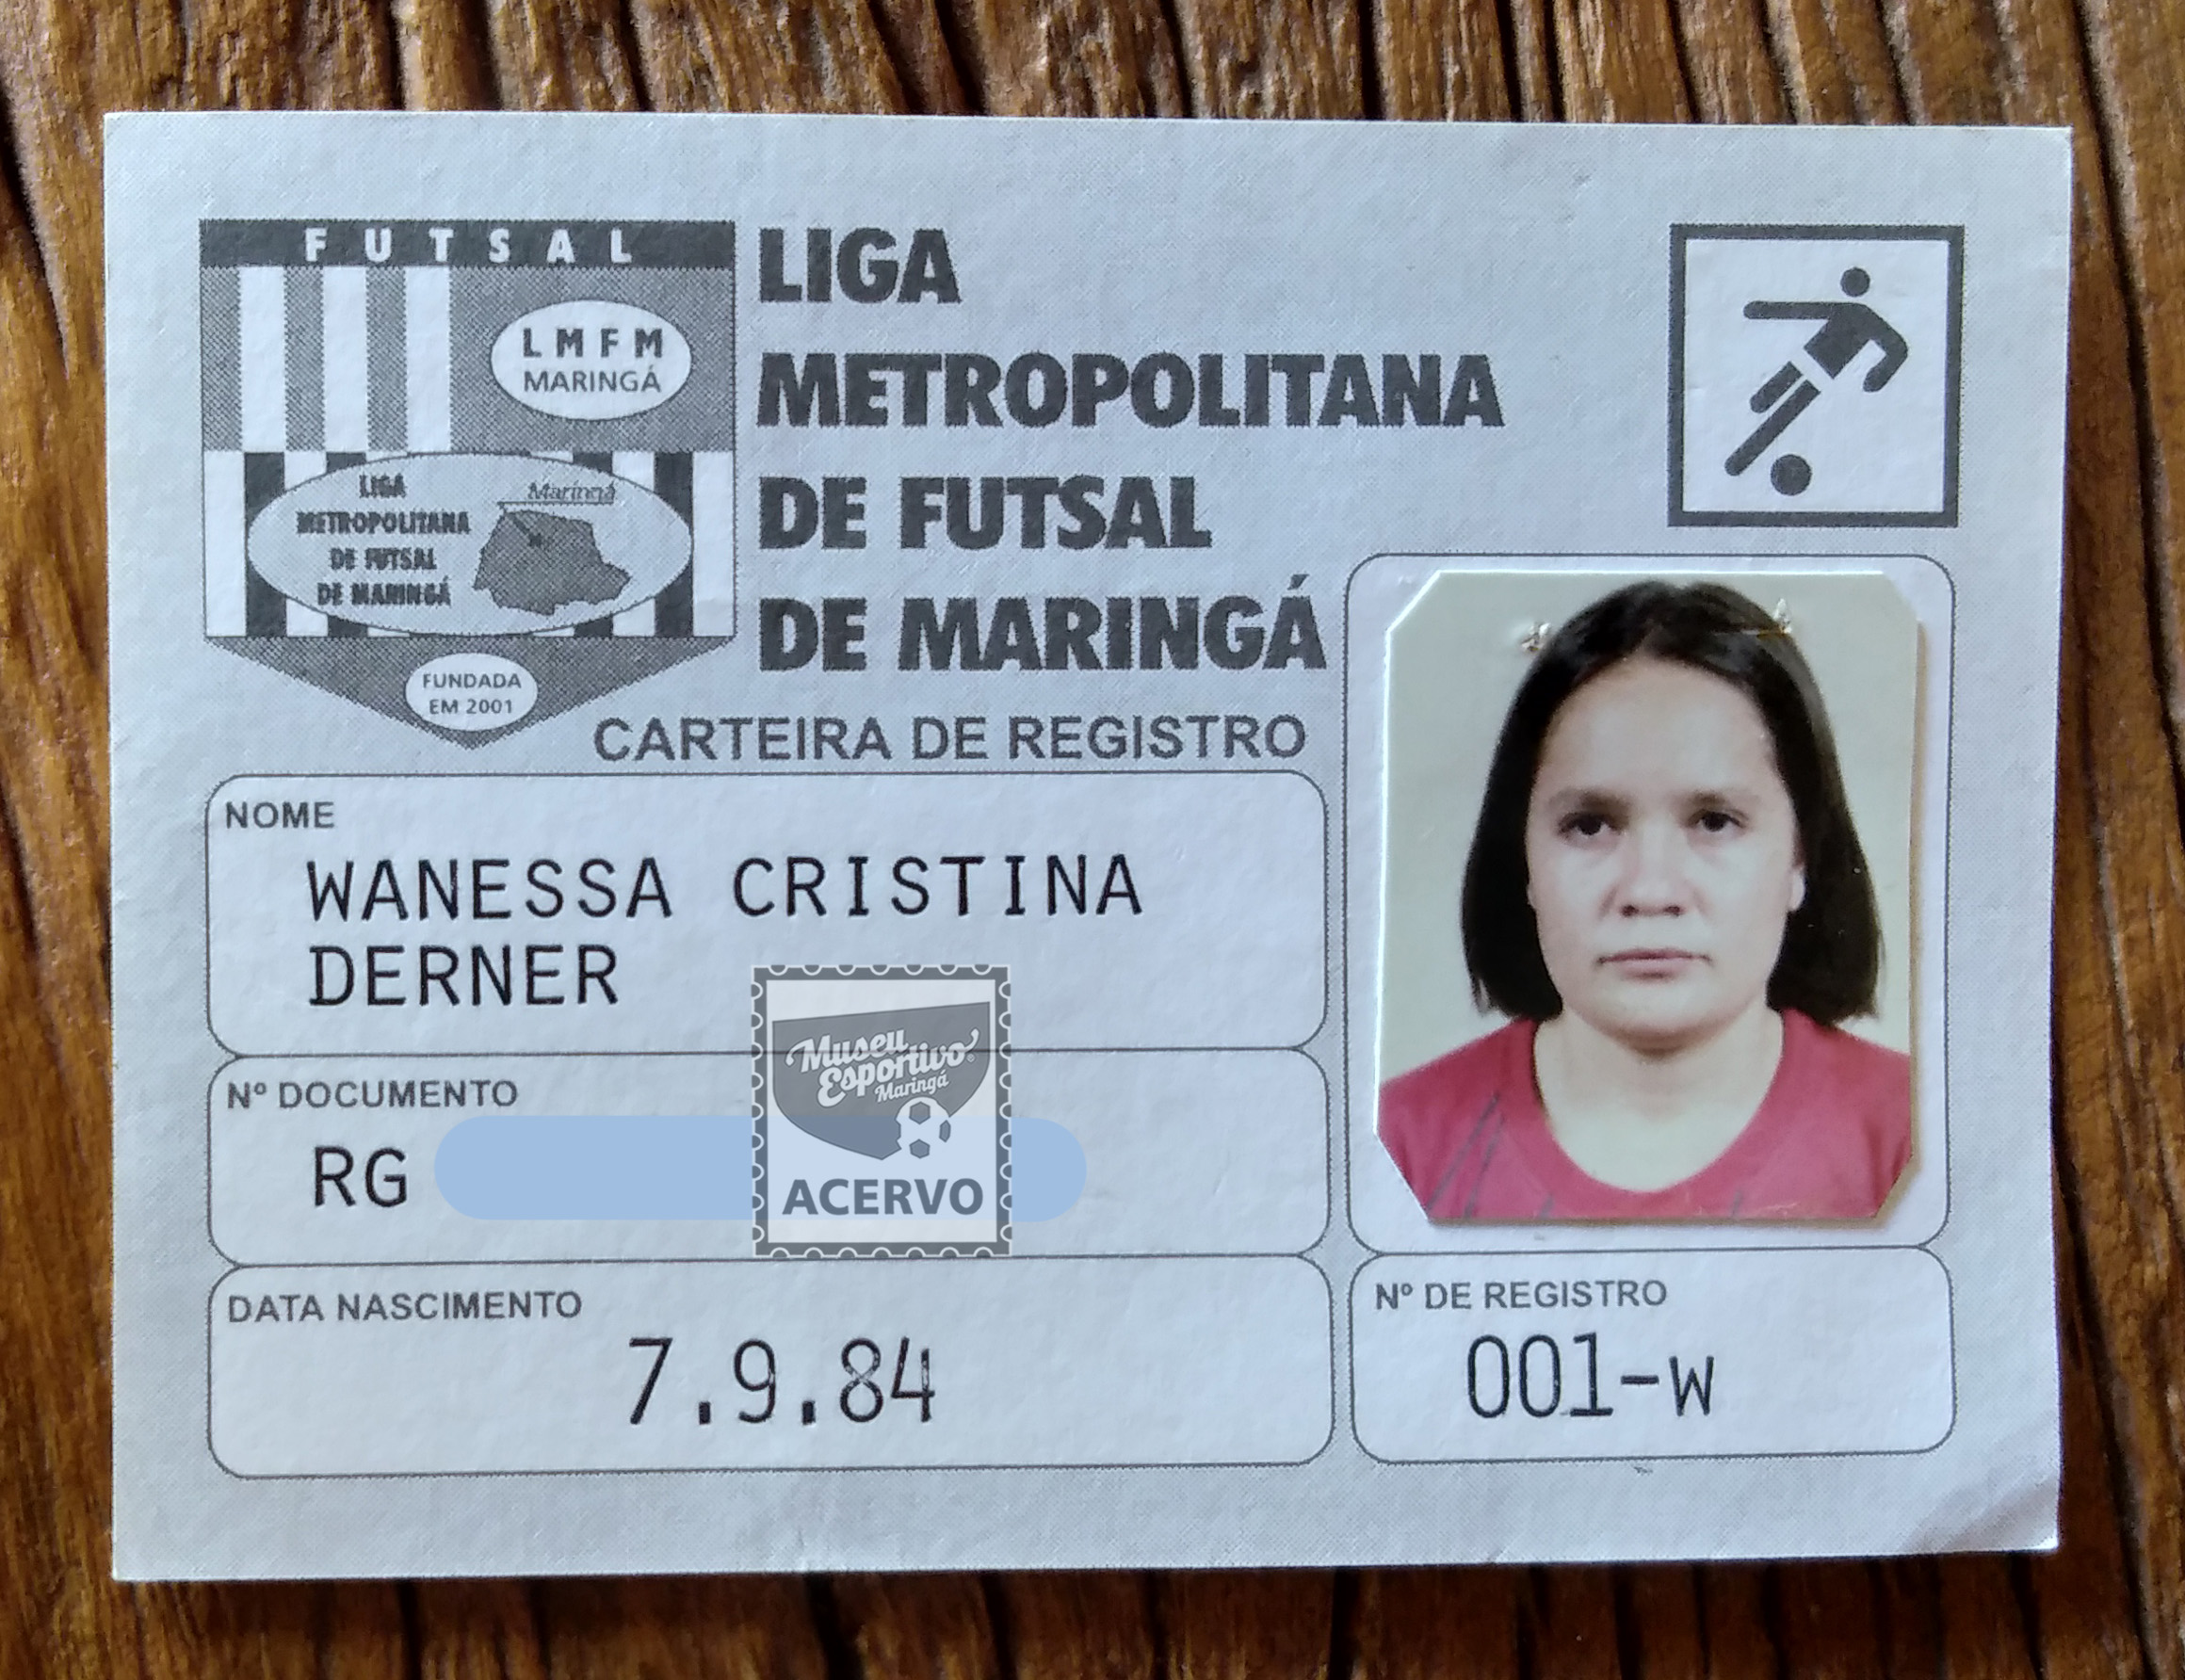 FUTSAL
LMFM
MARINGÁ
LIGA
METROPOLITANA
DE FUTSAL
DE MARINGÁ
Maringá
FUNDADA
EM 2001
LIGA
METROPOLITANA
DE FUTSAL
DE MARINGÁ
CARTEIRA DE REGISTRO
NOME
WANESSA CRISTINA
DERNER
Nº DOCUMENTO
RG
Museu
Esportivo
Maringá
ACERVO
DATA NASCIMENTO
7.9.84
Nº DE REGISTRO
001-W